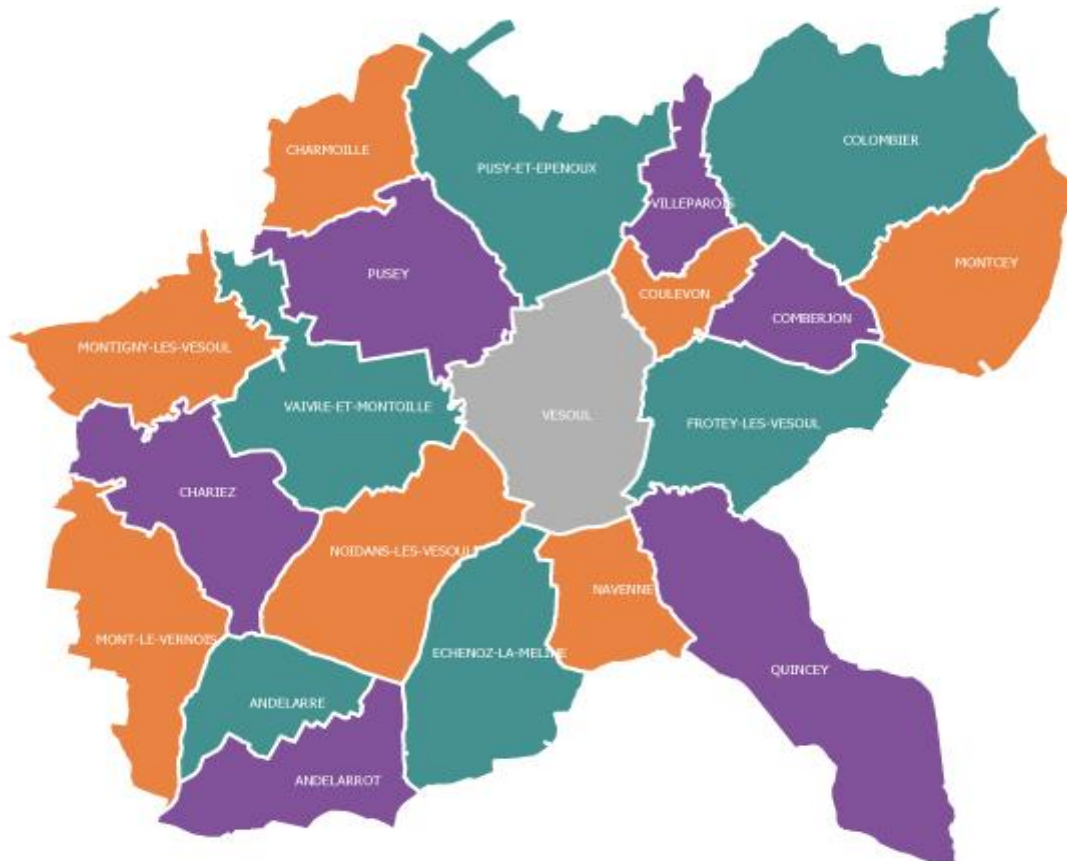 COLOMBIER
CHARMOILLE
PUSY-ET-EPENOUX
VILLEPAROIS
MONTCEY
PUSEY
COULEVON
COMBERJON
MONTIGNY-LES-VESOUL
VAIVRE-ET-MONTOILLE
VESOUL
FROTEY-LES-VESOUL
CHARIEZ
NOIDANS-LES-VESOUL
NAVENNE
MONT-LE-VERNOIS
ECHENOZ-LA-MELINE
QUINCEY
ANDELARRE
ANDELARROT